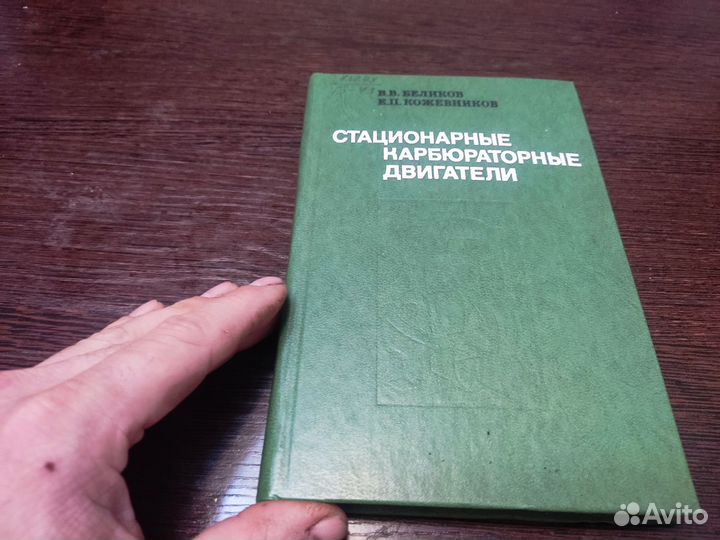 В.В. БЕЛИКОВ
Е.П. КОЖЕВНИКОВ
СТАЦИОНАРНЫЕ
КАРБЮРАТОРНЫЕ
ДВИГАТЕЛИ
Avito